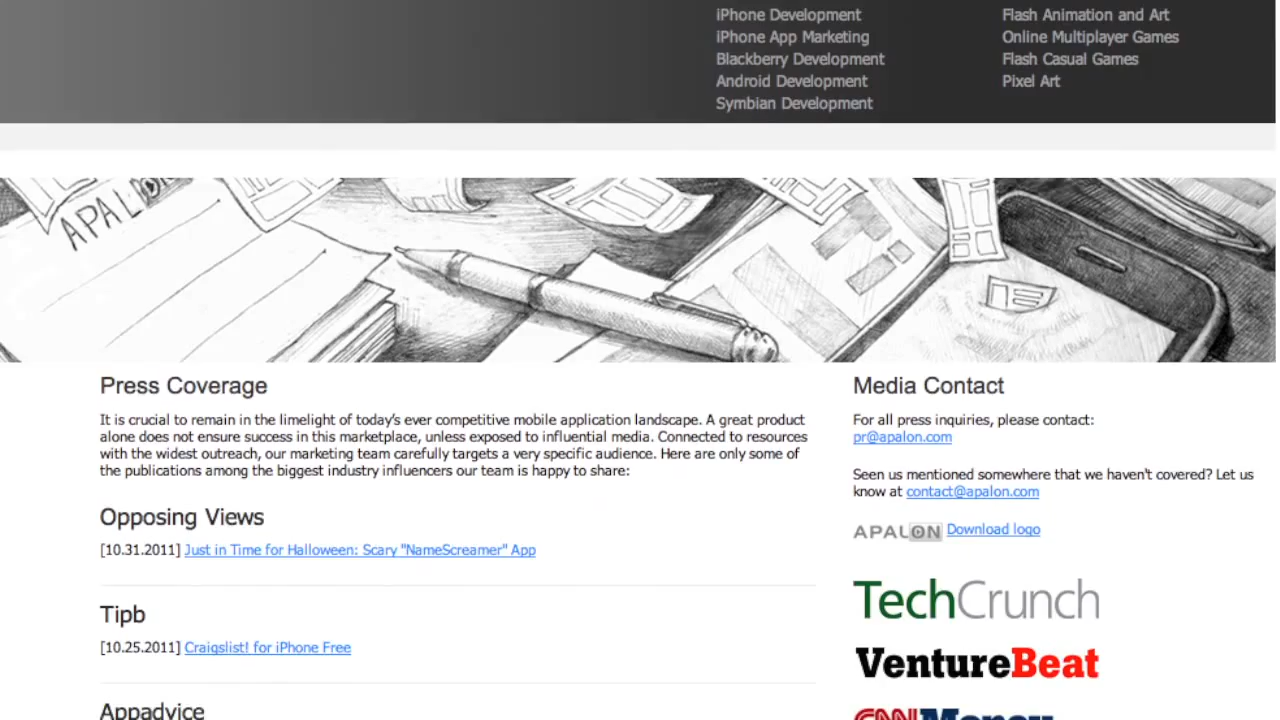 iPhone Development
iPhone App Marketing
Blackberry Development
Android Development
Symbian Development
Flash Animation and Art
Online Multiplayer Games
Flash Casual Games
Pixel Art
APALON
Press Coverage
It is crucial to remain in the limelight of today's ever competitive mobile application landscape. A great product
alone does not ensure success in this marketplace, unless exposed to influential media. Connected to resources
with the widest outreach, our marketing team carefully targets a very specific audience. Here are only some of
the publications among the biggest industry influencers our team is happy to share:
Opposing Views
[10.31.2011] Just in Time for Halloween: Scary "NameScreamer" App
Tipb
[10.25.2011] Craigslist! for iPhone Free
Appadvice
Media Contact
For all press inquiries, please contact:
pr@apalon.com
Seen us mentioned somewhere that we haven't covered? Let us
know at contact@apalon.com
APALON Download logo
TechCrunch
VentureBeat
CNNMoney